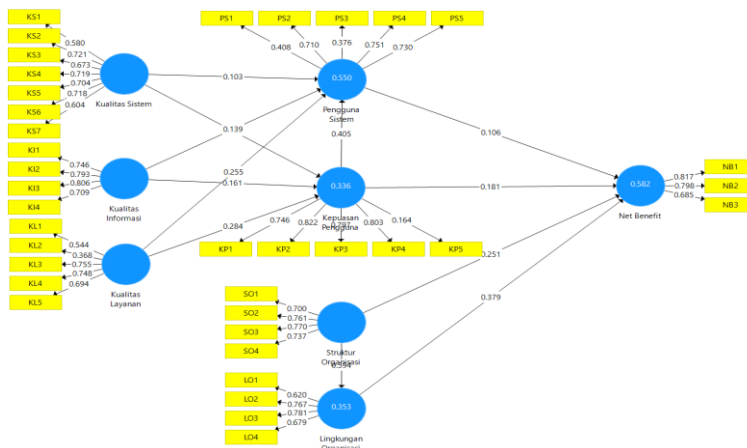 KS1
KS2
KS3
KS4
KS5
KS6
KS7
0.580
0.721
0.673
0.719
0.704
0.718
0.604
Kualitas Sistem
KI1
KI2
KI3
KI4
0.746
0.793
0.806
0.709
Kualitas
Informasi
KL1
KL2
KL3
KL4
KL5
0.544
0.368
0.755
0.748
0.694
Kualitas
Layanan
PS1
PS2
PS3
PS4
PS5
0.408
0.710
0.376
0.751
0.730
0.550
Pengguna
Sistem
0.103
0.139
0.255
0.161
0.284
0.405
0.336
Kepuasan
Pengguna
0.746
0.822
0.803
0.164
KP1
KP2
KP3
KP4
KP5
0.106
0.181
0.251
0.379
0.582
Net Benefit
0.817
0.798
0.685
NB1
NB2
NB3
SO1
SO2
SO3
SO4
0.700
0.761
0.770
0.737
Struktur
Organisasi
LO1
LO2
LO3
LO4
0.620
0.767
0.781
0.679
0.353
Lingkungan
Organisasi